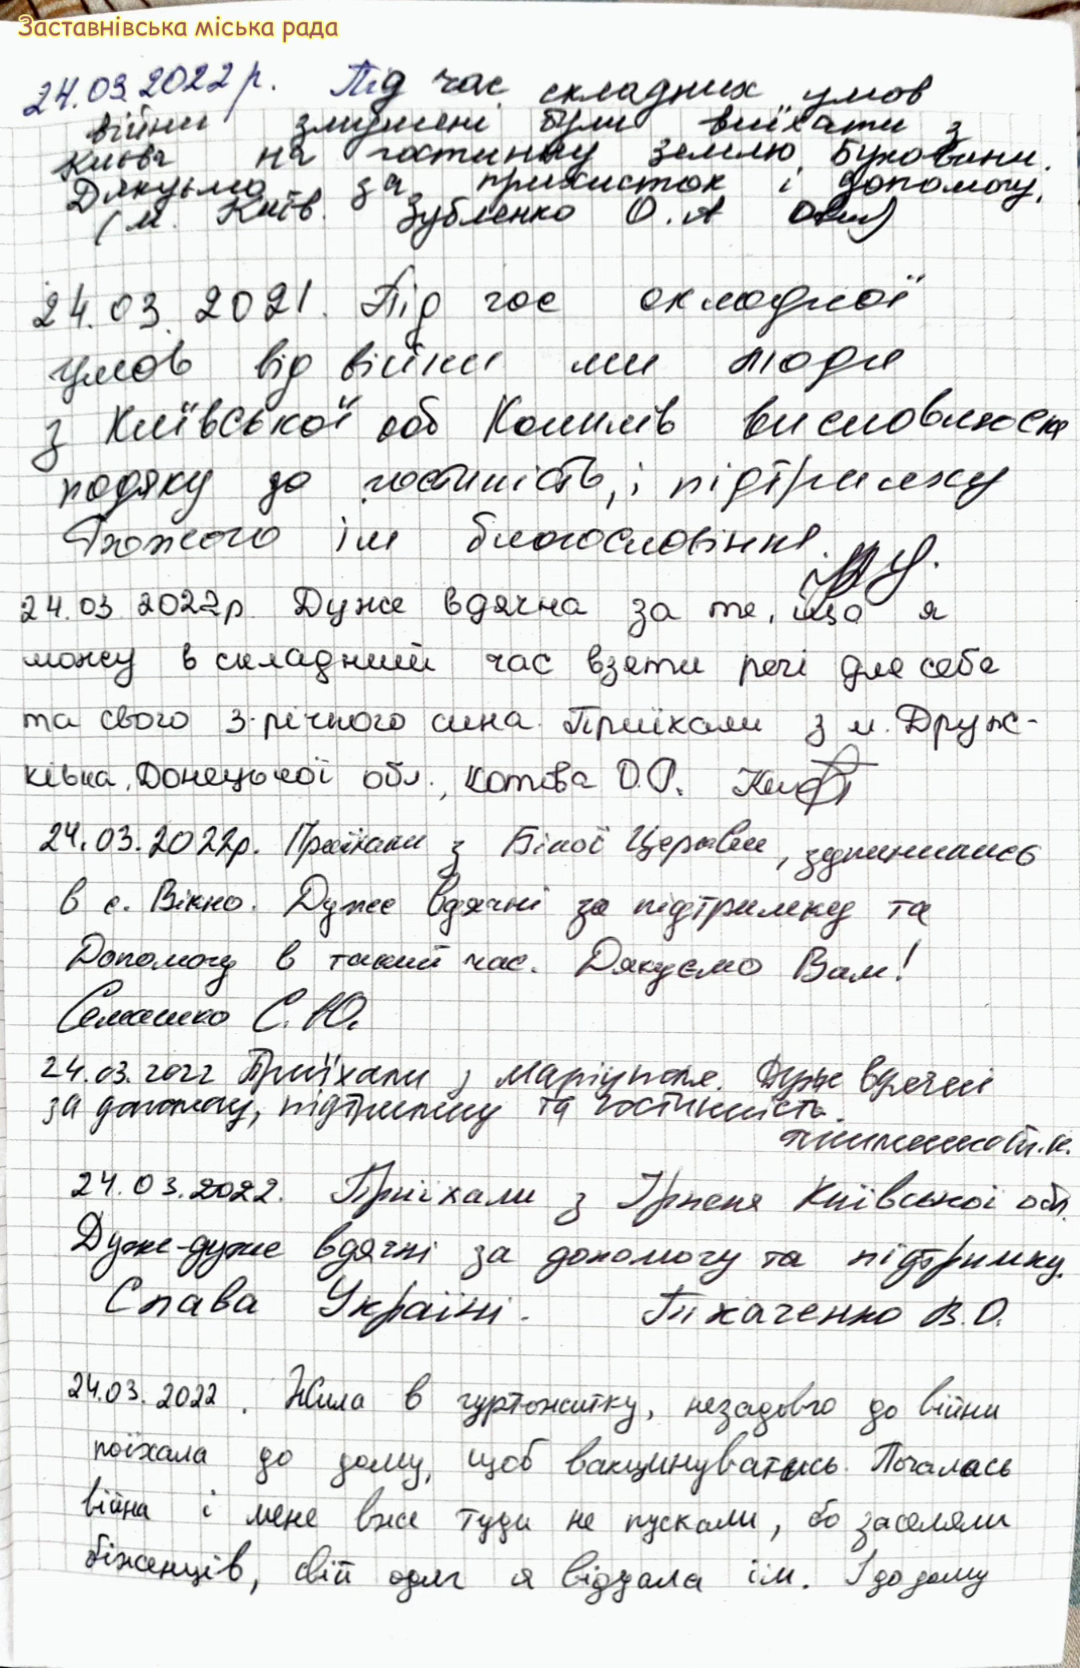 Заставнівська міська рада
24.03.2022р. Під час складних умов
війни змушені були виїхати з
Києва на гостинну землю Буковини.
Дякуємо за прихисток і допомогу.
(м. Київ. Зубленко О.А
24.03.2021. Під час складної
умов від війни ми люди
з Київської об висловлюєм
подяку до гостиність, і підтримку
Божого їм благословіння.
24.03.2022р. Дуже вдячна за те, що я
можу в складний час взяти речі для себе
та свого 3-річного сина. Приїхали з м. Друж-
ківка, Донецької обл., Котова О.Р.
24.03.2022р. Приїхали з Білої Церкви, зупинились
в с. Вікно. Дуже вдячні за підтримку та
Допомогу в такий час. Дякуємо Вам!
Семашко С.Ю.
24.03.2022 Приїхали з Маріуполя. Дуже вдячні
за допомогу, підтримку та гостинність.
24.03.2022. Приїхали з Ірпеня Київської обл.
Дуже-дуже вдячні за допомогу та підтримку.
Слава Україні. Ткаченко В.О.
24.03.2022. Жила в гуртожитку, незадовго до війни
поїхала до дому, щоб вакцинуватись. Почалась
війна і мене вже туди не пускали, бо заселяли
біженців, свій одяг я віддала їм. І до дому